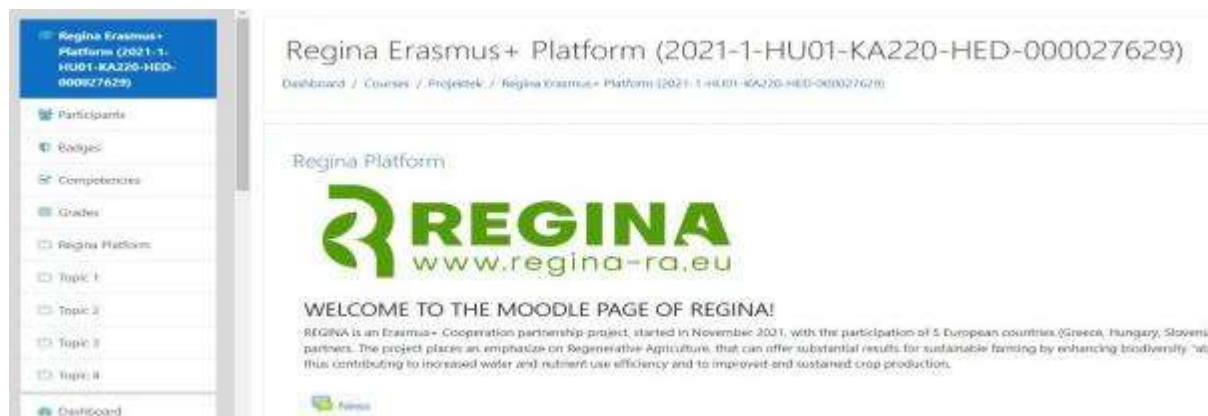 Regina Erasmus+
Platform (2021-1-
HU01-KA220-HED-
000027629)
Participants
Badges
Competencies
Grades
Regina Platform
Topic 1
Topic 2
Topic 3
Topic 4
Dashboard
Regina Erasmus+ Platform (2021-1-HU01-KA220-HED-000027629)
Dashboard / Courses / Projektek / Regina Erasmus+ Platform (2021-1-HU01-KA220-HED-000027629)
Regina Platform
REGINA
www.regina-ra.eu
WELCOME TO THE MOODLE PAGE OF REGINA!
REGINA is an Erasmus+ Cooperation partnership project, started in November 2021, with the participation of 5 European countries (Greece, Hungary,
partners. The project places an emphasize on Regenerative Agriculture, that can offer substantial results for sustainable farming by enhancing biodiversity
thus contributing to increased water and nutrient use efficiency and to improved and sustained crop production.
News